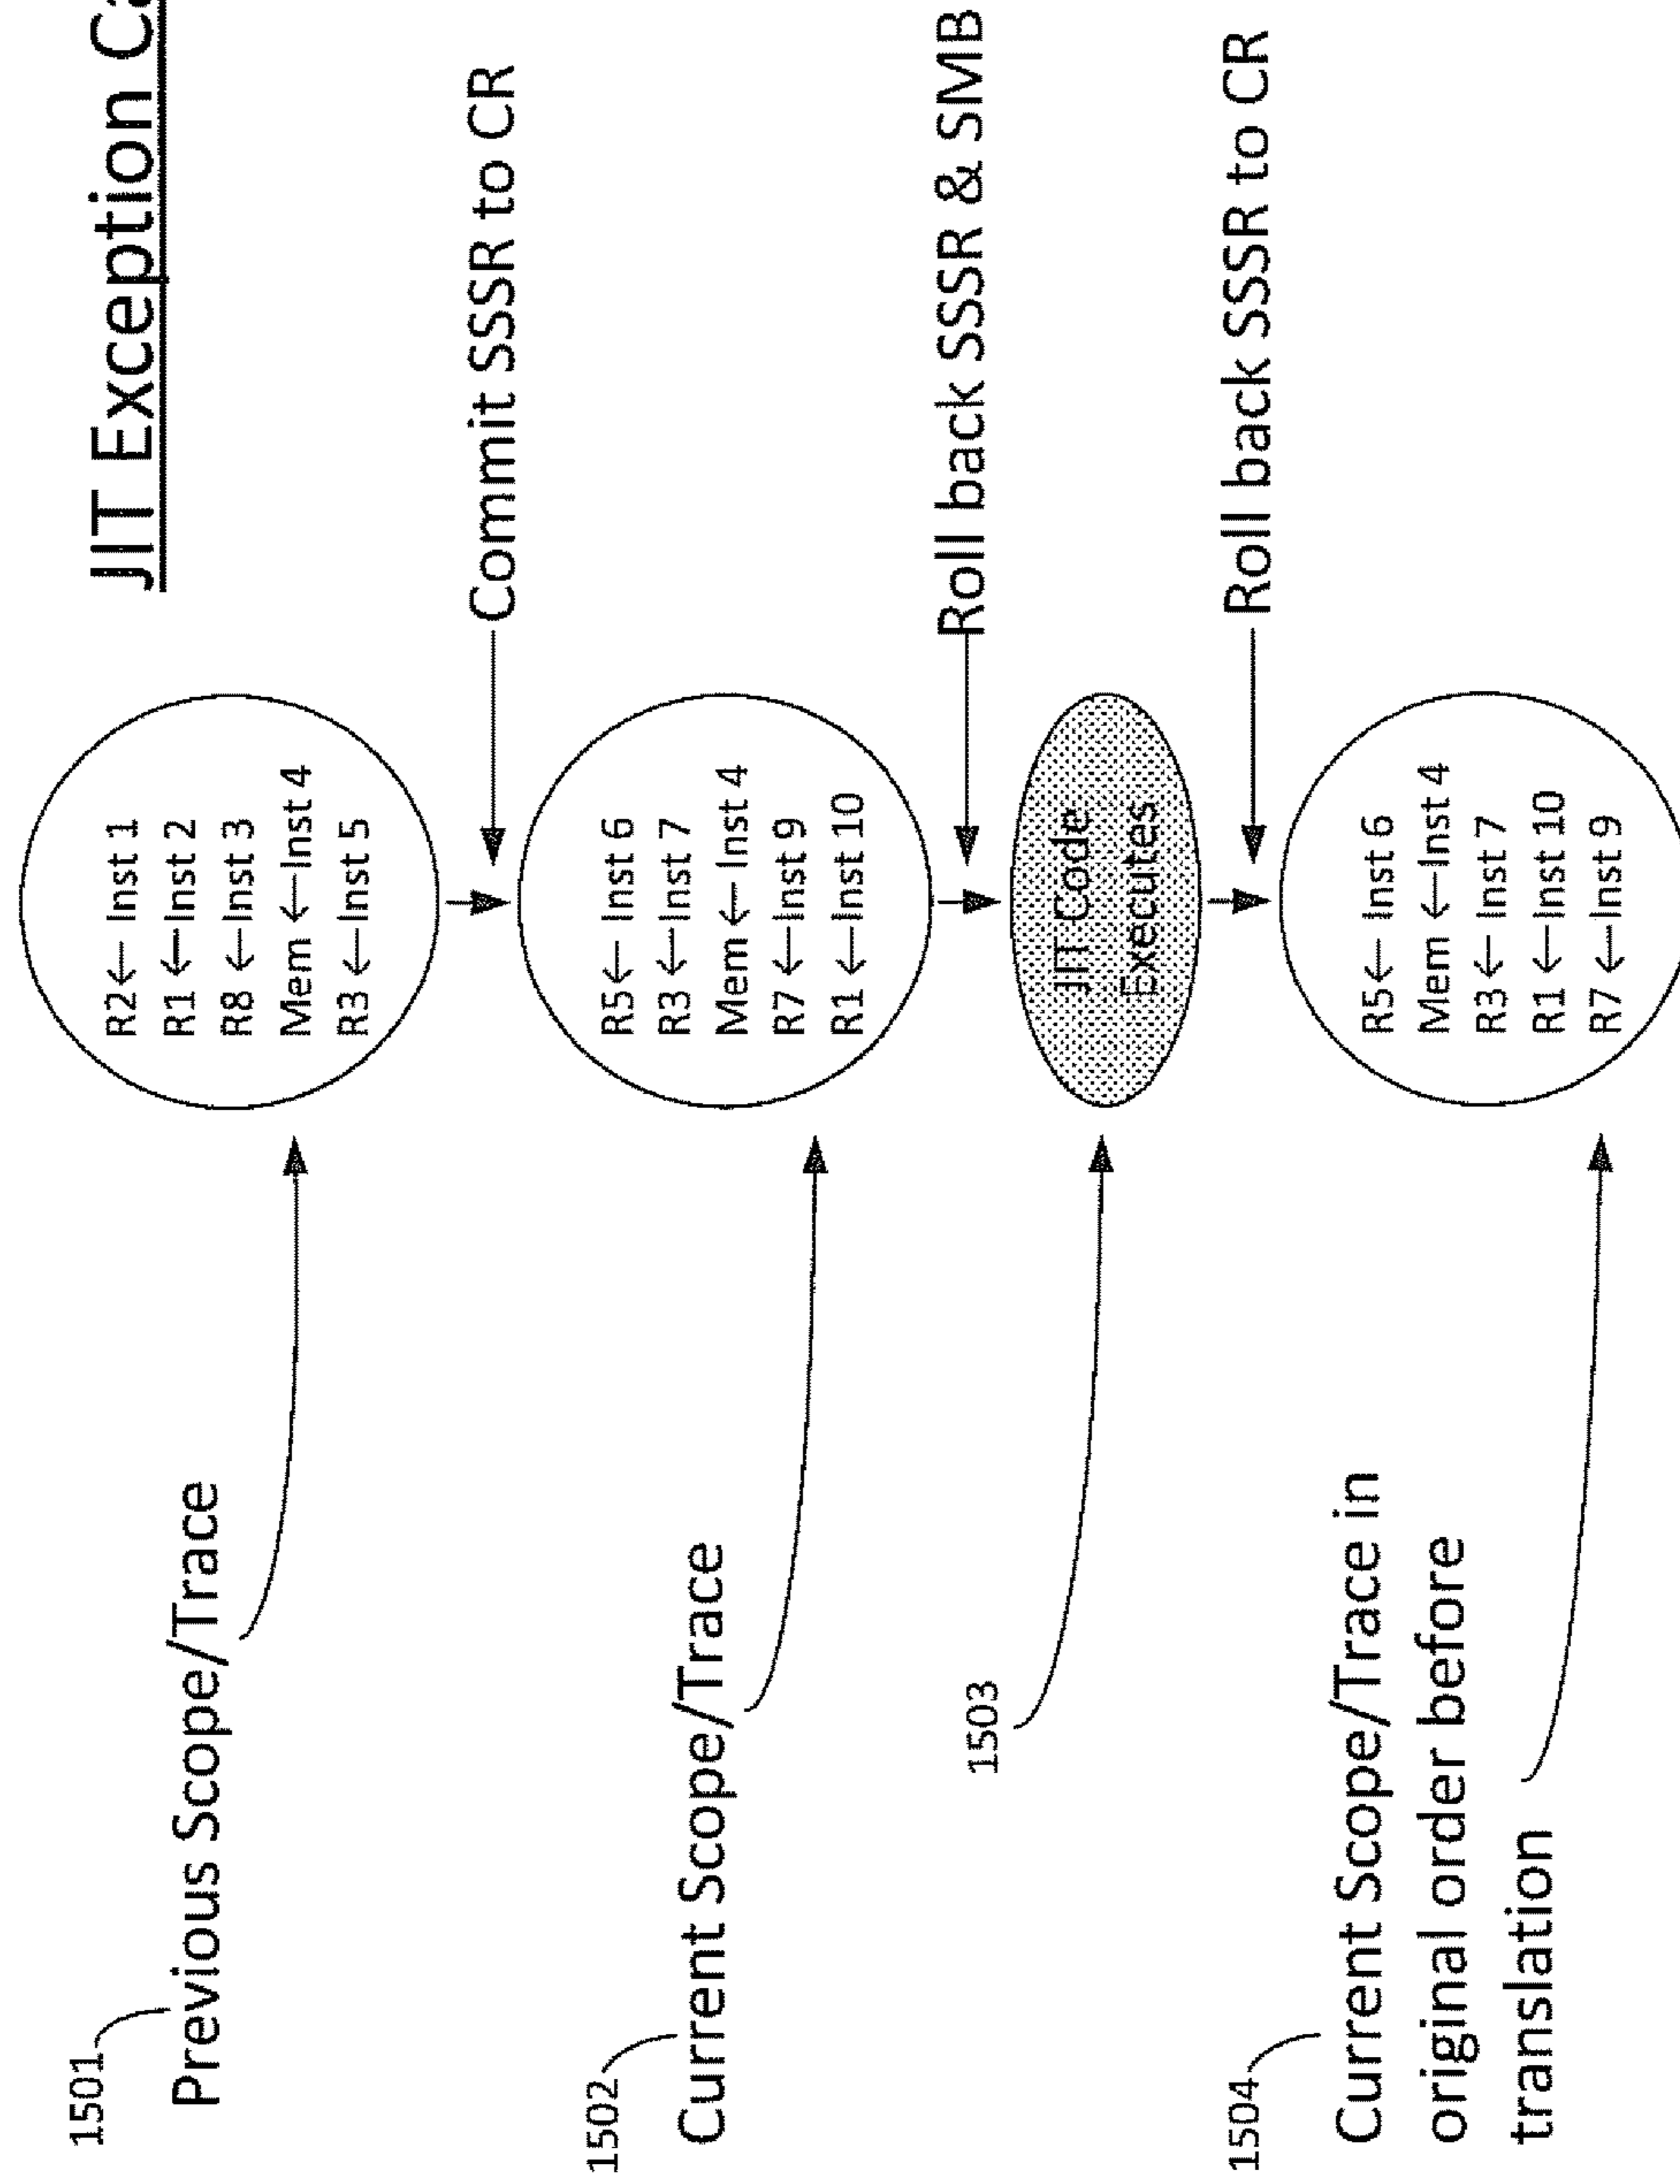 JIT Exception Ca
1501
Previous Scope/Trace
R2← Inst 1
R1 ←Inst 2
R8 ←Inst 3
Mem ←Inst 4
R3 ←Inst 5
Commit SSSR to CR
1502
Current Scope/Trace
R5← Inst 6
R3 ←Inst 7
Mem ← Inst 4
R7 ←Inst 9
R1 ←Inst 10
Roll back SSSR & SMB
1503
JIT Code
Executes
Roll back SSSR to CR
1504
Current Scope/Trace in
original order before
translation
R5← Inst 6
Mem ←Inst 4
R3 ← Inst 7
R1 ←Inst 10
R7 ←Inst 9